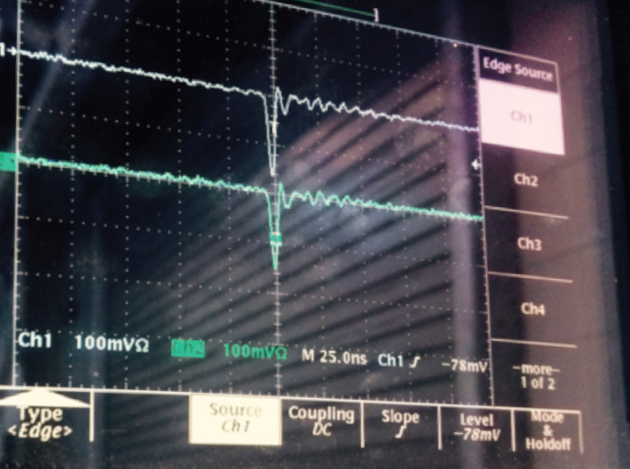 1
Edge Source
Ch1
Ch2
Ch3
Ch4
-more-
1 of 2
Ch1 100mVΩ Ch2 100mVΩ M 25.0ns Ch1 ƒ -78mV
Type
<Edge>
Source
Ch1
Coupling
DC
Slope
ƒ
Level
-78mV
Mode
&
Holdoff